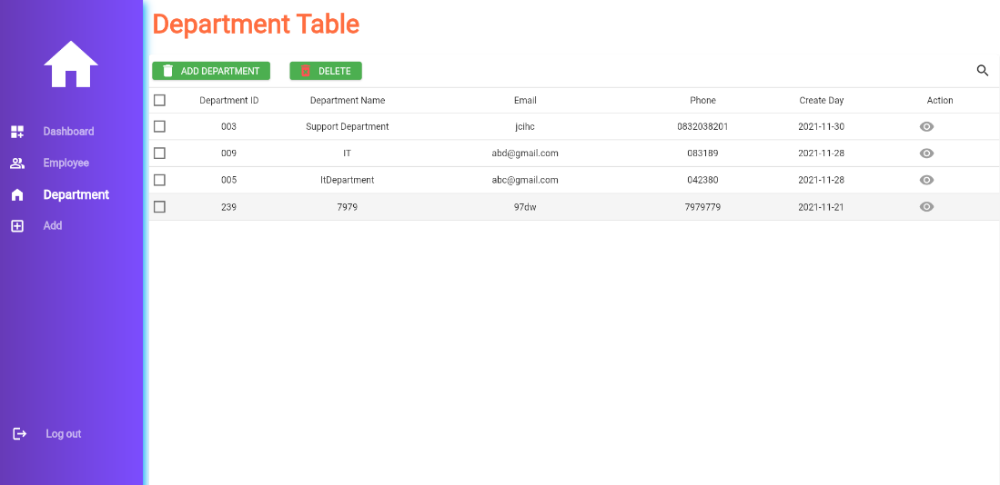 Department Table
ADD DEPARTMENT DELETE
Department ID Department Name Email Phone Create Day Action
003 Support Department jcihc 0832038201 2021-11-30
009 IT abd@gmail.com 083189 2021-11-28
005 ItDepartment abc@gmail.com 042380 2021-11-28
239 7979 97dw 7979779 2021-11-21
Dashboard
Employee
Department
Add
Log out